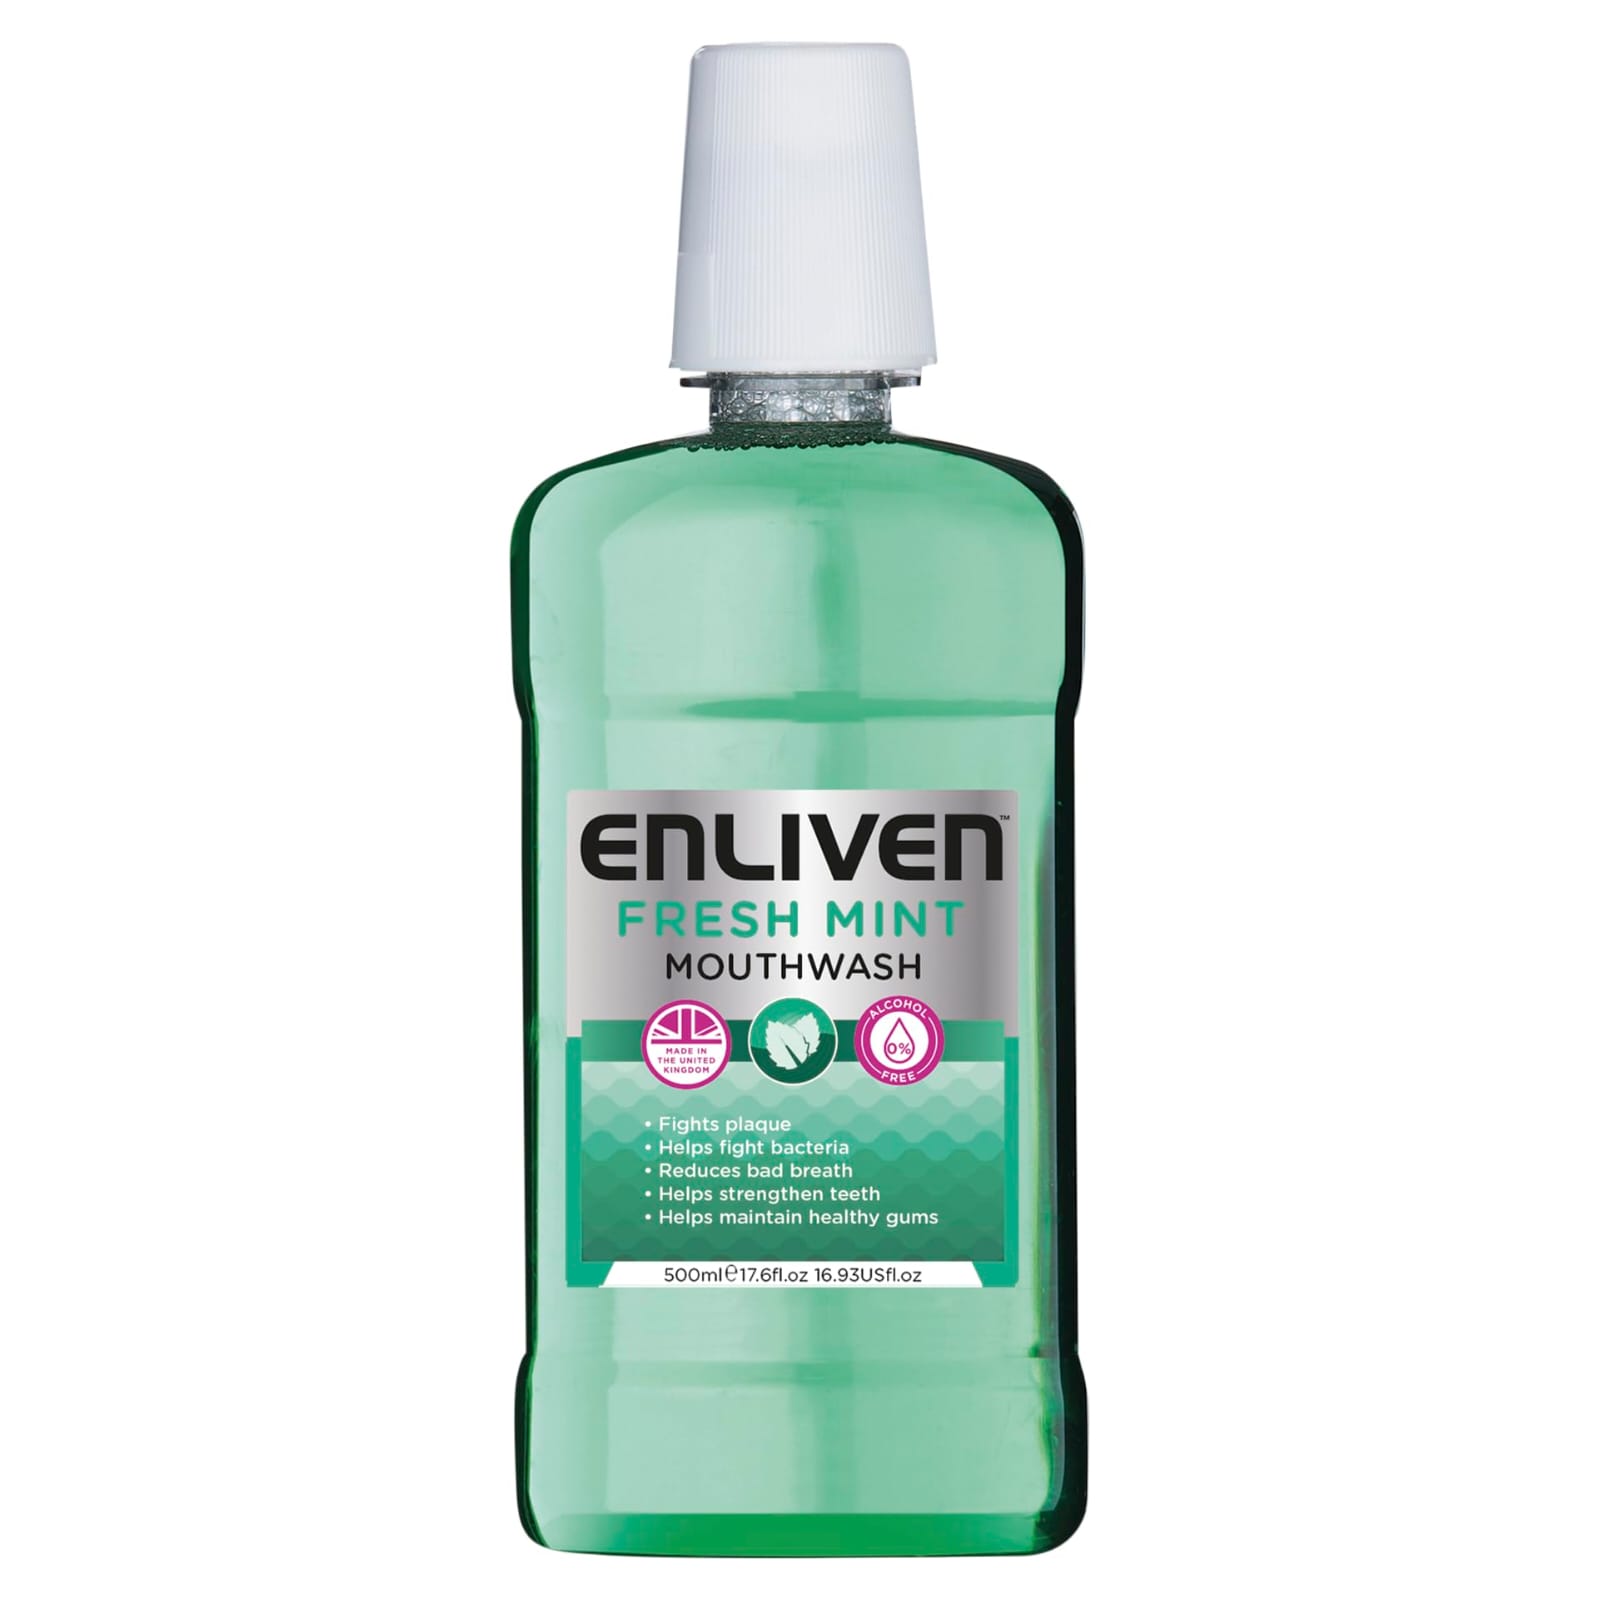 ENLIVEN™
FRESH MINT
MOUTHWASH
MADE IN
THE UNITED
KINGDOM
ALCOHOL
0%
FREE
• Fights plaque
• Helps fight bacteria
• Reduces bad breath
• Helps strengthen teeth
• Helps maintain healthy gums
500ml℮17.6fl.oz 16.93USfl.oz